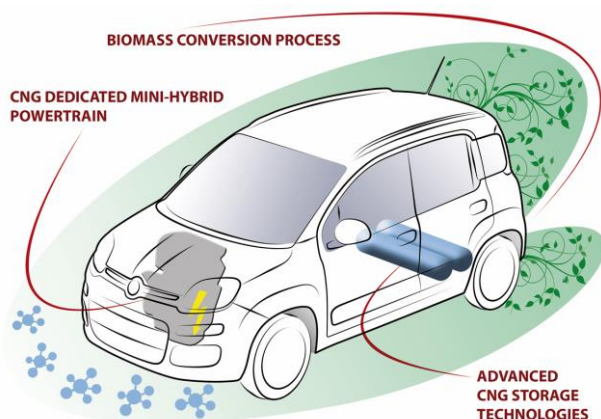 BIOMASS CONVERSION PROCESS
CNG DEDICATED MINI-HYBRID
POWERTRAIN
ADVANCED
CNG STORAGE
TECHNOLOGIES